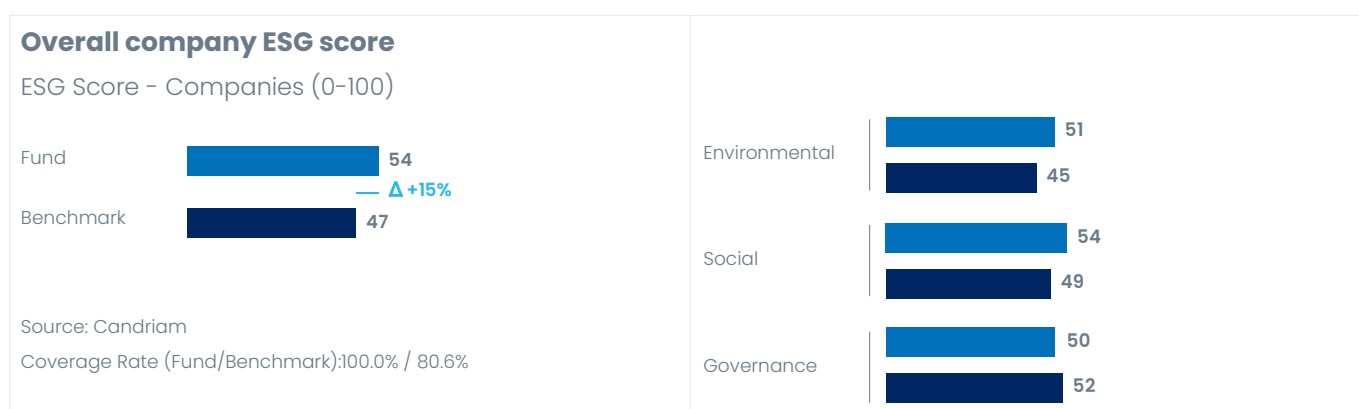 Overall company ESG score
ESG Score - Companies (0-100)
Fund
54
Δ +15%
Benchmark
47
Source: Candriam
Coverage Rate (Fund/Benchmark):100.0% / 80.6%
Environmental
51
45
Social
54
49
Governance
50
52